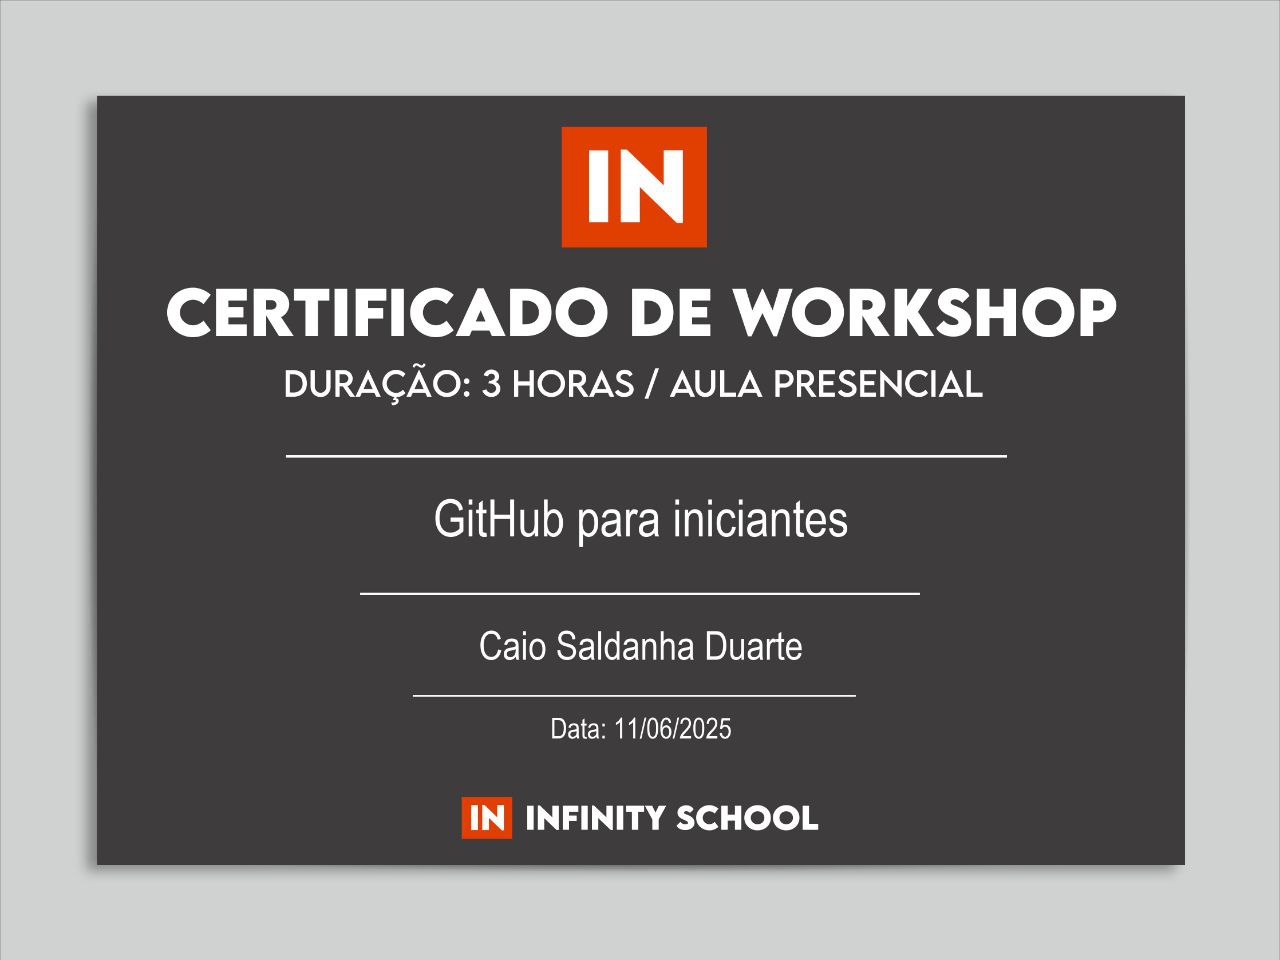 IN
CERTIFICADO DE WORKSHOP
DURAÇÃO: 3 HORAS / AULA PRESENCIAL
GitHub para iniciantes
Caio Saldanha Duarte
Data: 11/06/2025
IN INFINITY SCHOOL